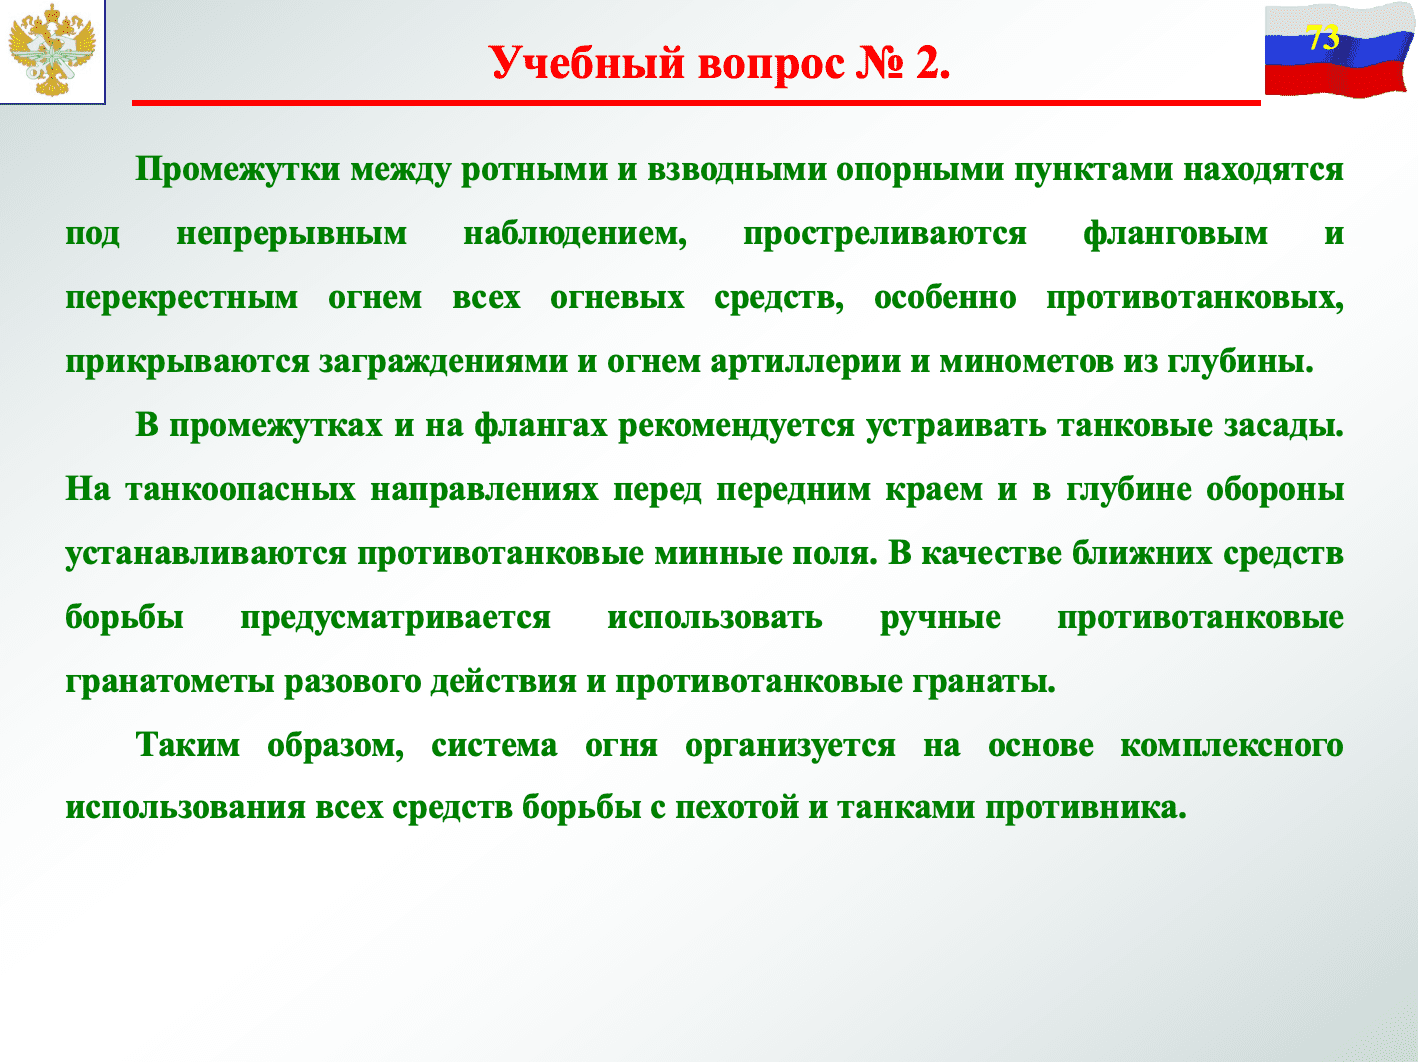 73
Учебный вопрос № 2.
Промежутки между ротными и взводными опорными пунктами находятся
под непрерывным наблюдением, простреливаются фланговым и
перекрестным огнем всех огневых средств, особенно противотанковых,
прикрываются заграждениями и огнем артиллерии и минометов из глубины.
В промежутках и на флангах рекомендуется устраивать танковые засады.
На танкоопасных направлениях перед передним краем и в глубине обороны
устанавливаются противотанковые минные поля. В качестве ближних средств
борьбы предусматривается использовать ручные противотанковые
гранатометы разового действия и противотанковые гранаты.
Таким образом, система огня организуется на основе комплексного
использования всех средств борьбы с пехотой и танками противника.